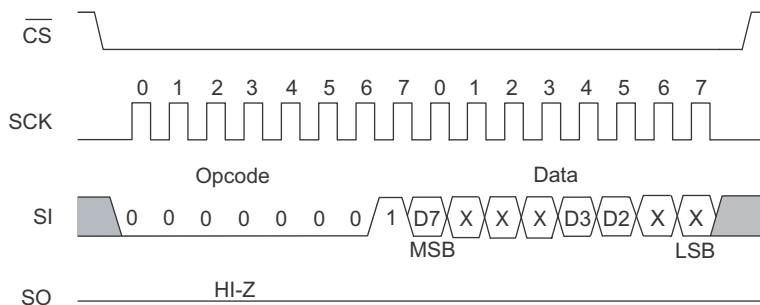 CS
0 1 2 3 4 5 6 7 0 1 2 3 4 5 6 7
SCK
Opcode Data
SI 0 0 0 0 0 0 0 1 D7 X X X D3 D2 X X
MSB LSB
HI-Z
SO